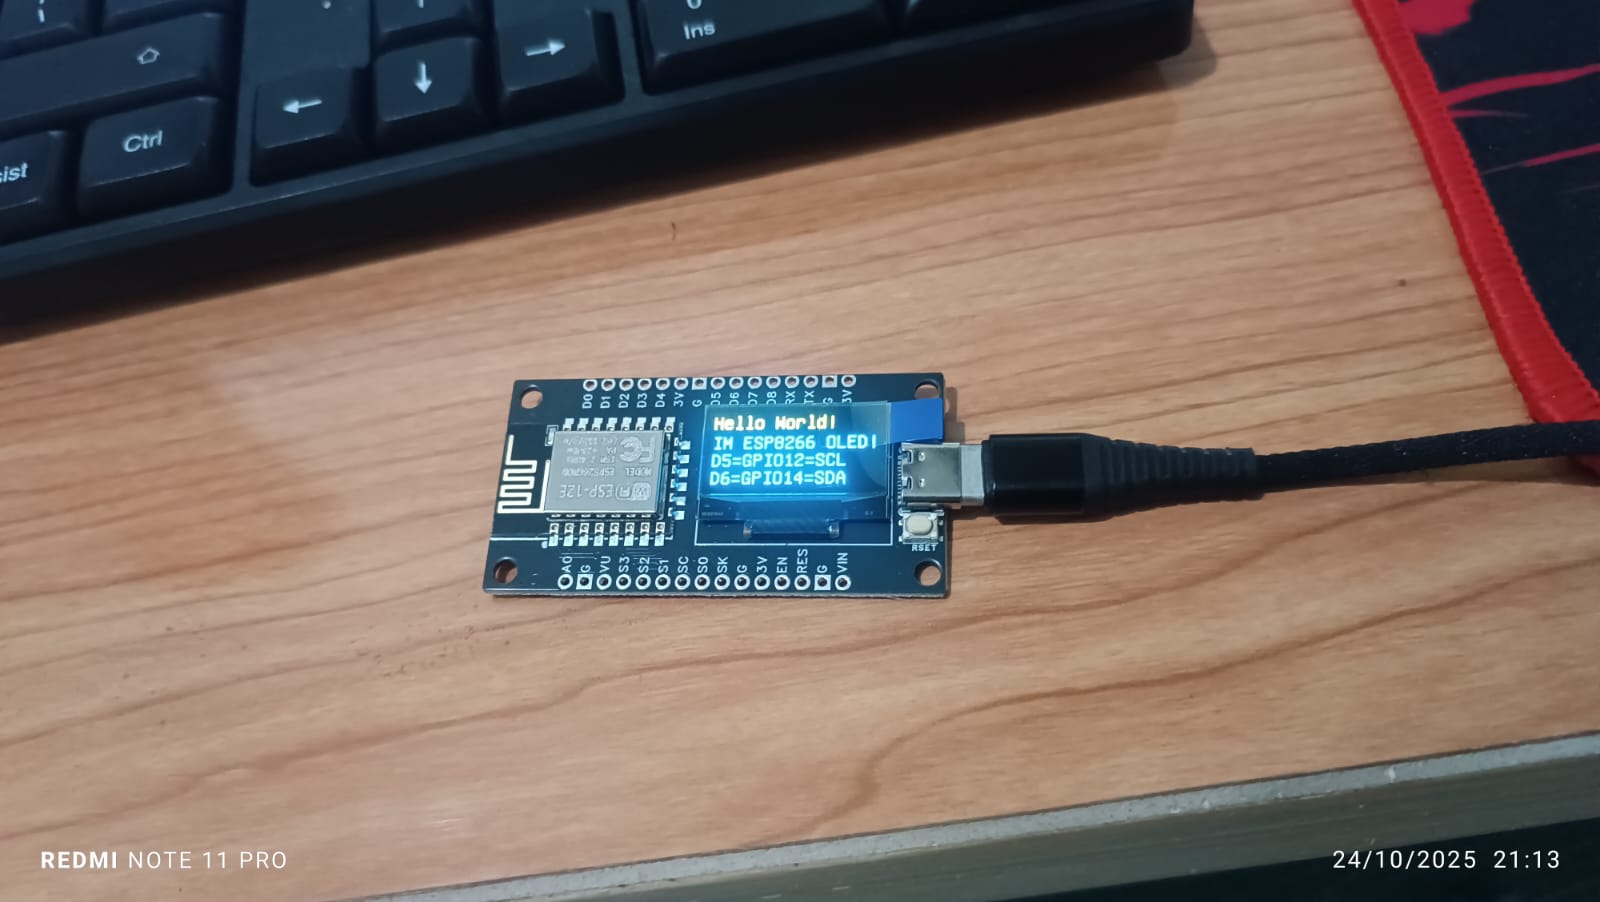 Ins
Ctrl
D0 D1 D2 D3 D4 3V G D5 D6 D7 D8 RX TX G 3V
Hello World!
IM ESP8266 OLED!
D5=GPIO12=SCL
D6=GPIO14=SDA
MODEL ESP8266MOD
ESP-12E
RSET
A0 G VU S3 S2 S1 SC S0 SK G 3V EN RES G VIN
REDMI NOTE 11 PRO
24/10/2025 21:13